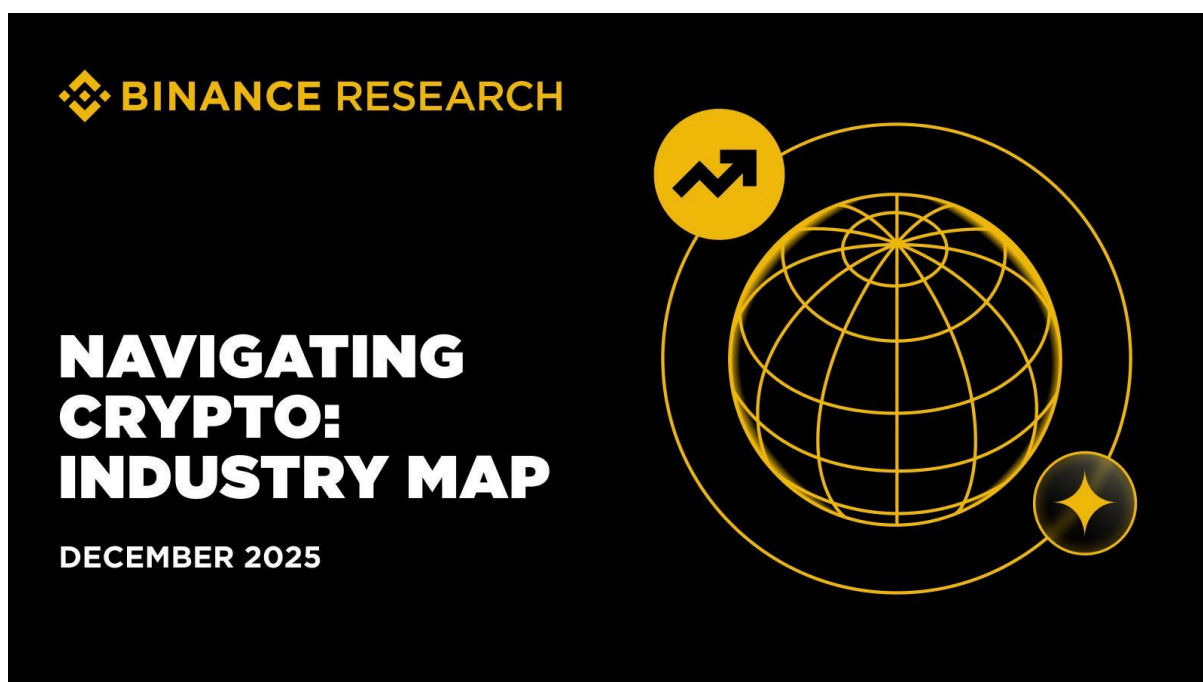 BINANCE RESEARCH
NAVIGATING
CRYPTO:
INDUSTRY MAP
DECEMBER 2025